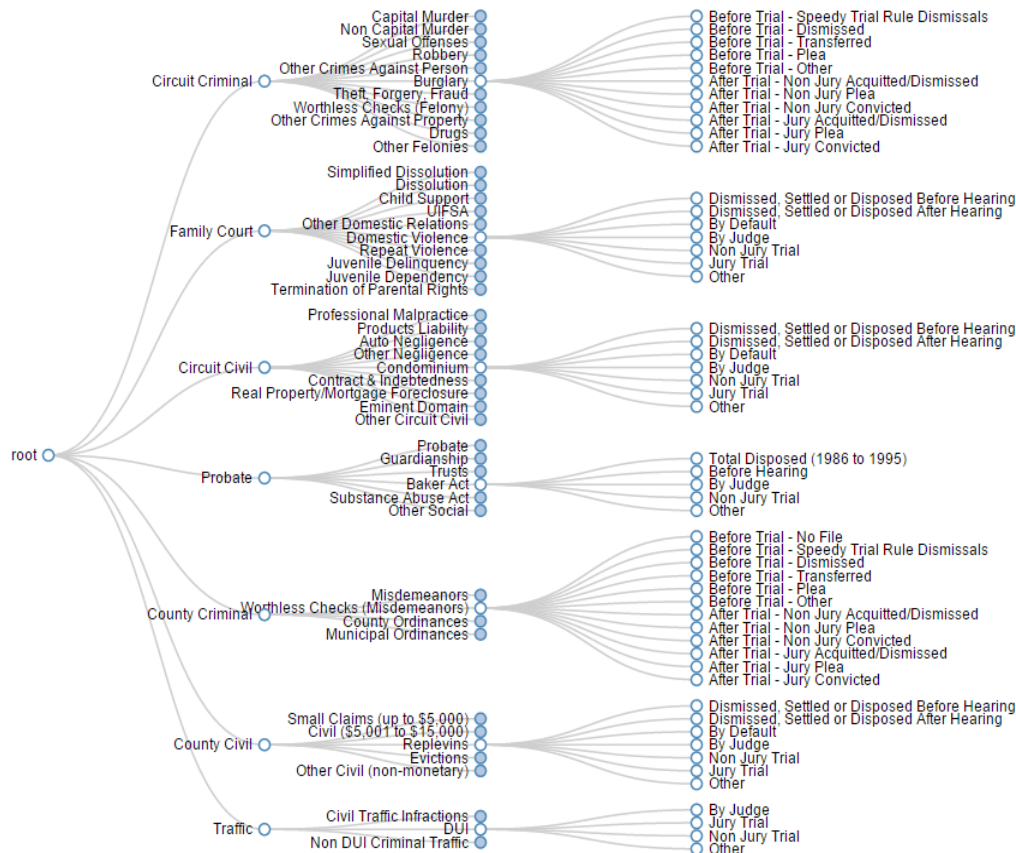 root
Circuit Criminal
Capital Murder
Non Capital Murder
Sexual Offenses
Robbery
Other Crimes Against Person
Burglary
Before Trial - Speedy Trial Rule Dismissals
Before Trial - Dismissed
Before Trial - Transferred
Before Trial - Plea
Before Trial - Other
After Trial - Non Jury Acquitted/Dismissed
After Trial - Non Jury Plea
After Trial - Non Jury Convicted
After Trial - Jury Acquitted/Dismissed
After Trial - Jury Plea
After Trial - Jury Convicted
Theft, Forgery, Fraud
Worthless Checks (Felony)
Other Crimes Against Property
Drugs
Other Felonies
Family Court
Simplified Dissolution
Dissolution
Child Support
UIFSA
Other Domestic Relations
Domestic Violence
Dismissed, Settled or Disposed Before Hearing
Dismissed, Settled or Disposed After Hearing
By Default
By Judge
Non Jury Trial
Jury Trial
Other
Repeat Violence
Juvenile Delinquency
Juvenile Dependency
Termination of Parental Rights
Circuit Civil
Professional Malpractice
Products Liability
Auto Negligence
Other Negligence
Condominium
Dismissed, Settled or Disposed Before Hearing
Dismissed, Settled or Disposed After Hearing
By Default
By Judge
Non Jury Trial
Jury Trial
Other
Contract & Indebtedness
Real Property/Mortgage Foreclosure
Eminent Domain
Other Circuit Civil
Probate
Probate
Guardianship
Trusts
Baker Act
Total Disposed (1986 to 1995)
Before Hearing
By Judge
Non Jury Trial
Other
Substance Abuse Act
Other Social
County Criminal
Misdemeanors
Worthless Checks (Misdemeanors)
Before Trial - No File
Before Trial - Speedy Trial Rule Dismissals
Before Trial - Dismissed
Before Trial - Transferred
Before Trial - Plea
Before Trial - Other
After Trial - Non Jury Acquitted/Dismissed
After Trial - Non Jury Plea
After Trial - Non Jury Convicted
After Trial - Jury Acquitted/Dismissed
After Trial - Jury Plea
After Trial - Jury Convicted
County Ordinances
Municipal Ordinances
County Civil
Small Claims (up to $5,000)
Civil ($5,001 to $15,000)
Replevins
Dismissed, Settled or Disposed Before Hearing
Dismissed, Settled or Disposed After Hearing
By Default
By Judge
Non Jury Trial
Jury Trial
Other
Evictions
Other Civil (non-monetary)
Traffic
Civil Traffic Infractions
DUI
By Judge
Jury Trial
Non Jury Trial
Other
Non DUI Criminal Traffic